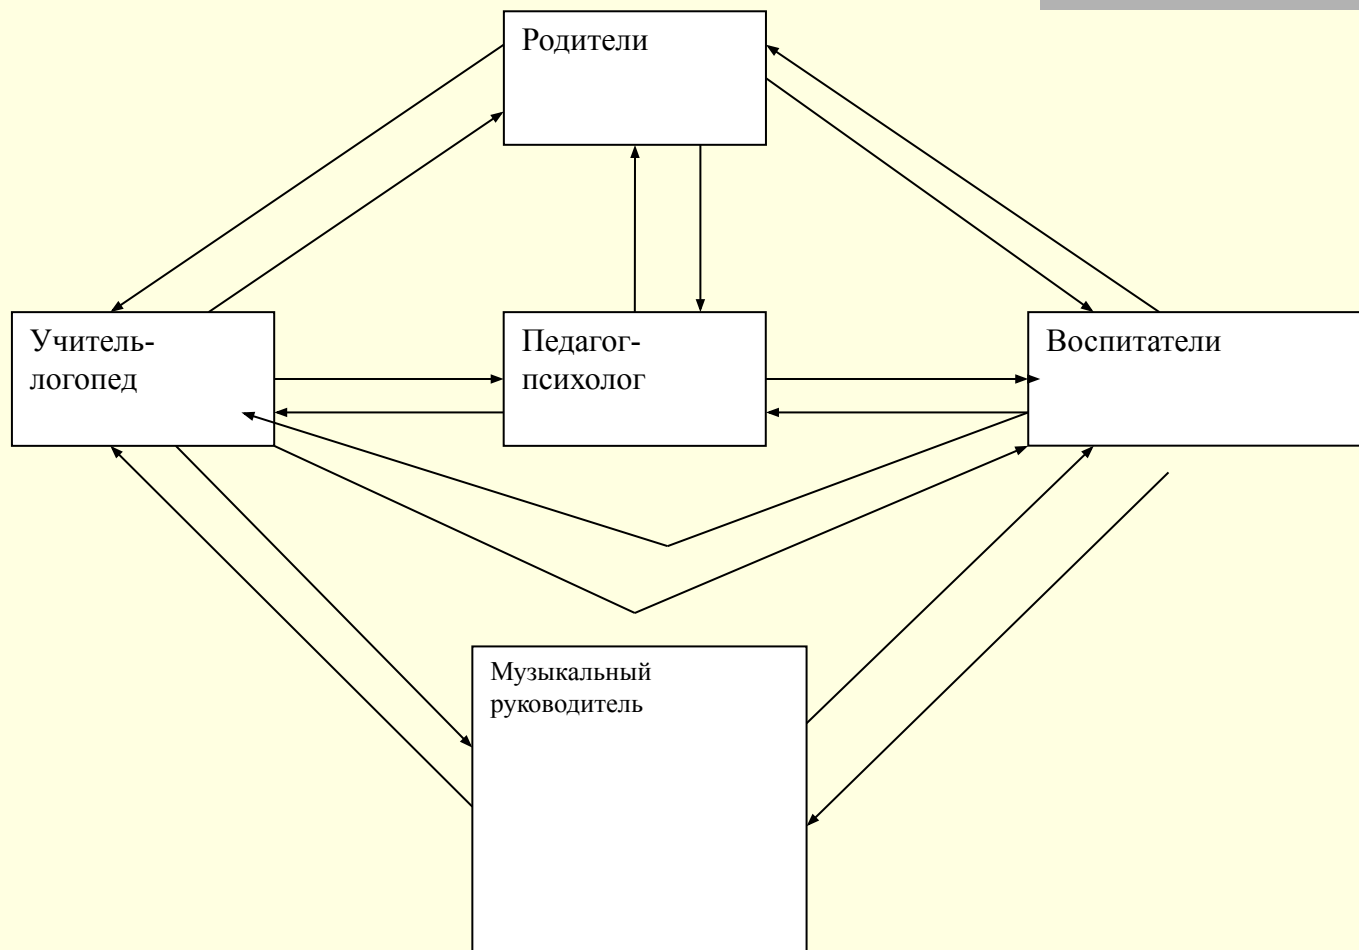 Родители
Учитель-
логопед
Педагог-
психолог
Воспитатели
Музыкальный
руководитель